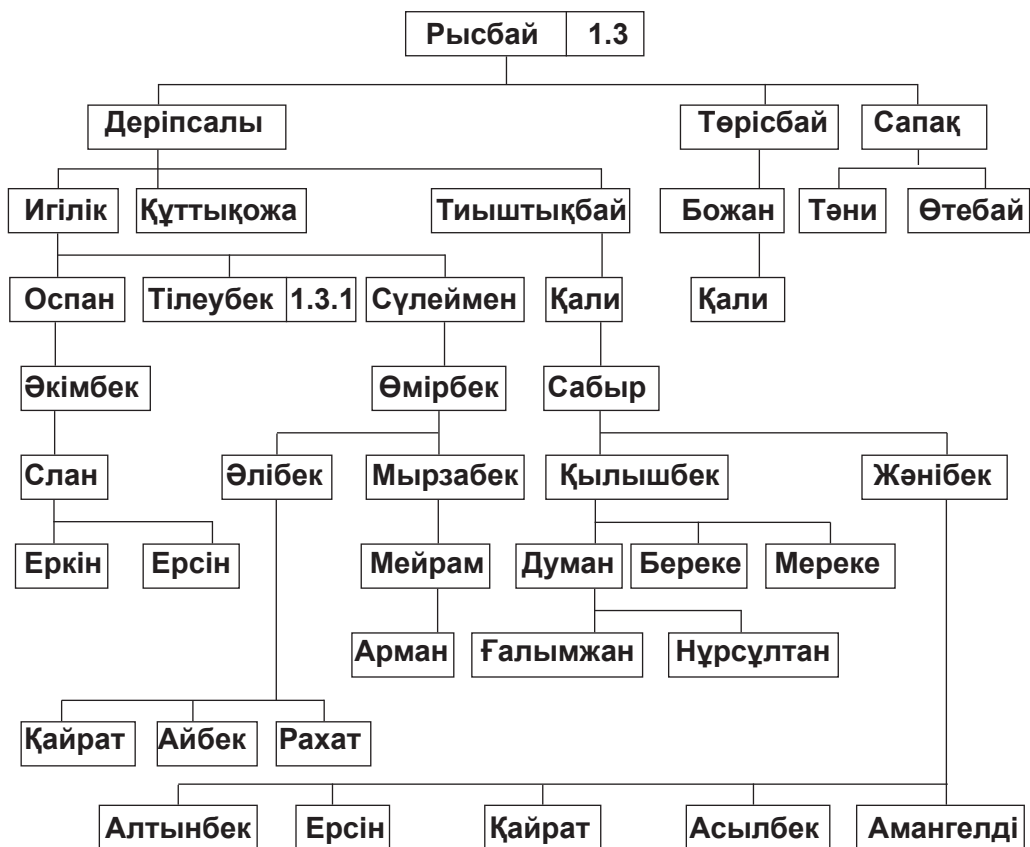 Рысбай 1.3
Деріпсалы Төрісбай Сапақ
Игілік Құттықожа Тиыштықбай Божан Тәни Өтебай
Оспан Тілеубек 1.3.1 Сүлеймен Қали Қали
Әкімбек Өмірбек Сабыр
Слан Әлібек Мырзабек Қылышбек Жәнібек
Еркін Ерсін Мейрам Думан Береке Мереке
Арман Ғалымжан Нұрсұлтан
Қайрат Айбек Рахат
Алтынбек Ерсін Қайрат Асылбек Амангелді